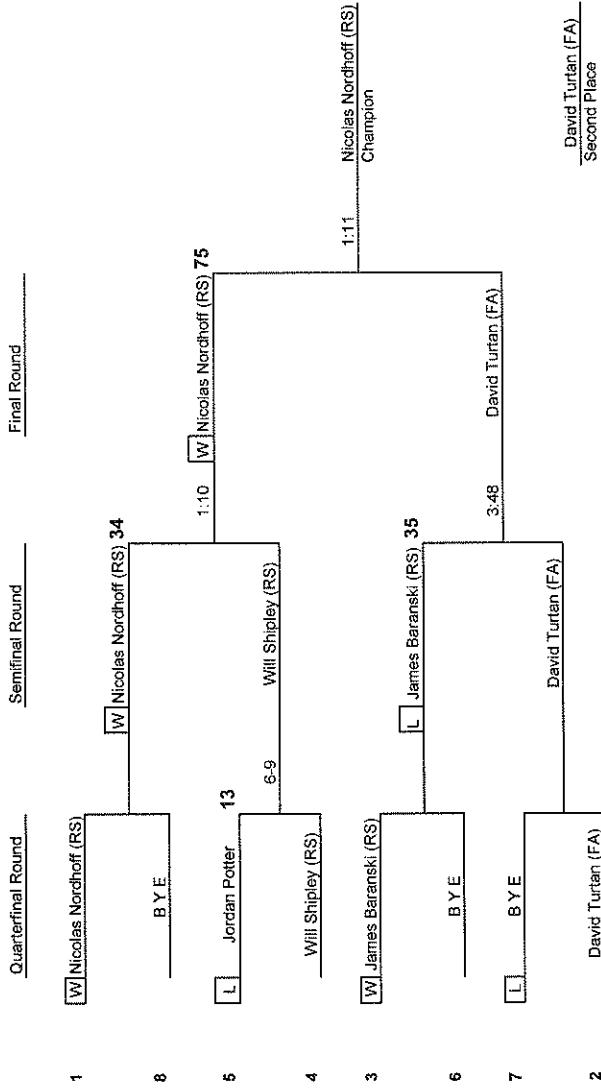 Quarterfinal Round
Semifinal Round
Final Round
1
W Nicolas Nordhoff (RS)
8
B Y E
5
L Jordan Potter
13
4
Will Shipley (RS)
3
W James Baranski (RS)
6
B Y E
7
L B Y E
2
David Turtan (FA)
W Nicolas Nordhoff (RS)
34
6-9
Will Shipley (RS)
L James Baranski (RS)
35
David Turtan (FA)
1:10
W Nicolas Nordhoff (RS)
75
3:48
David Turtan (FA)
1:11
Nicolas Nordhoff (RS)
Champion
David Turtan (FA)
Second Place